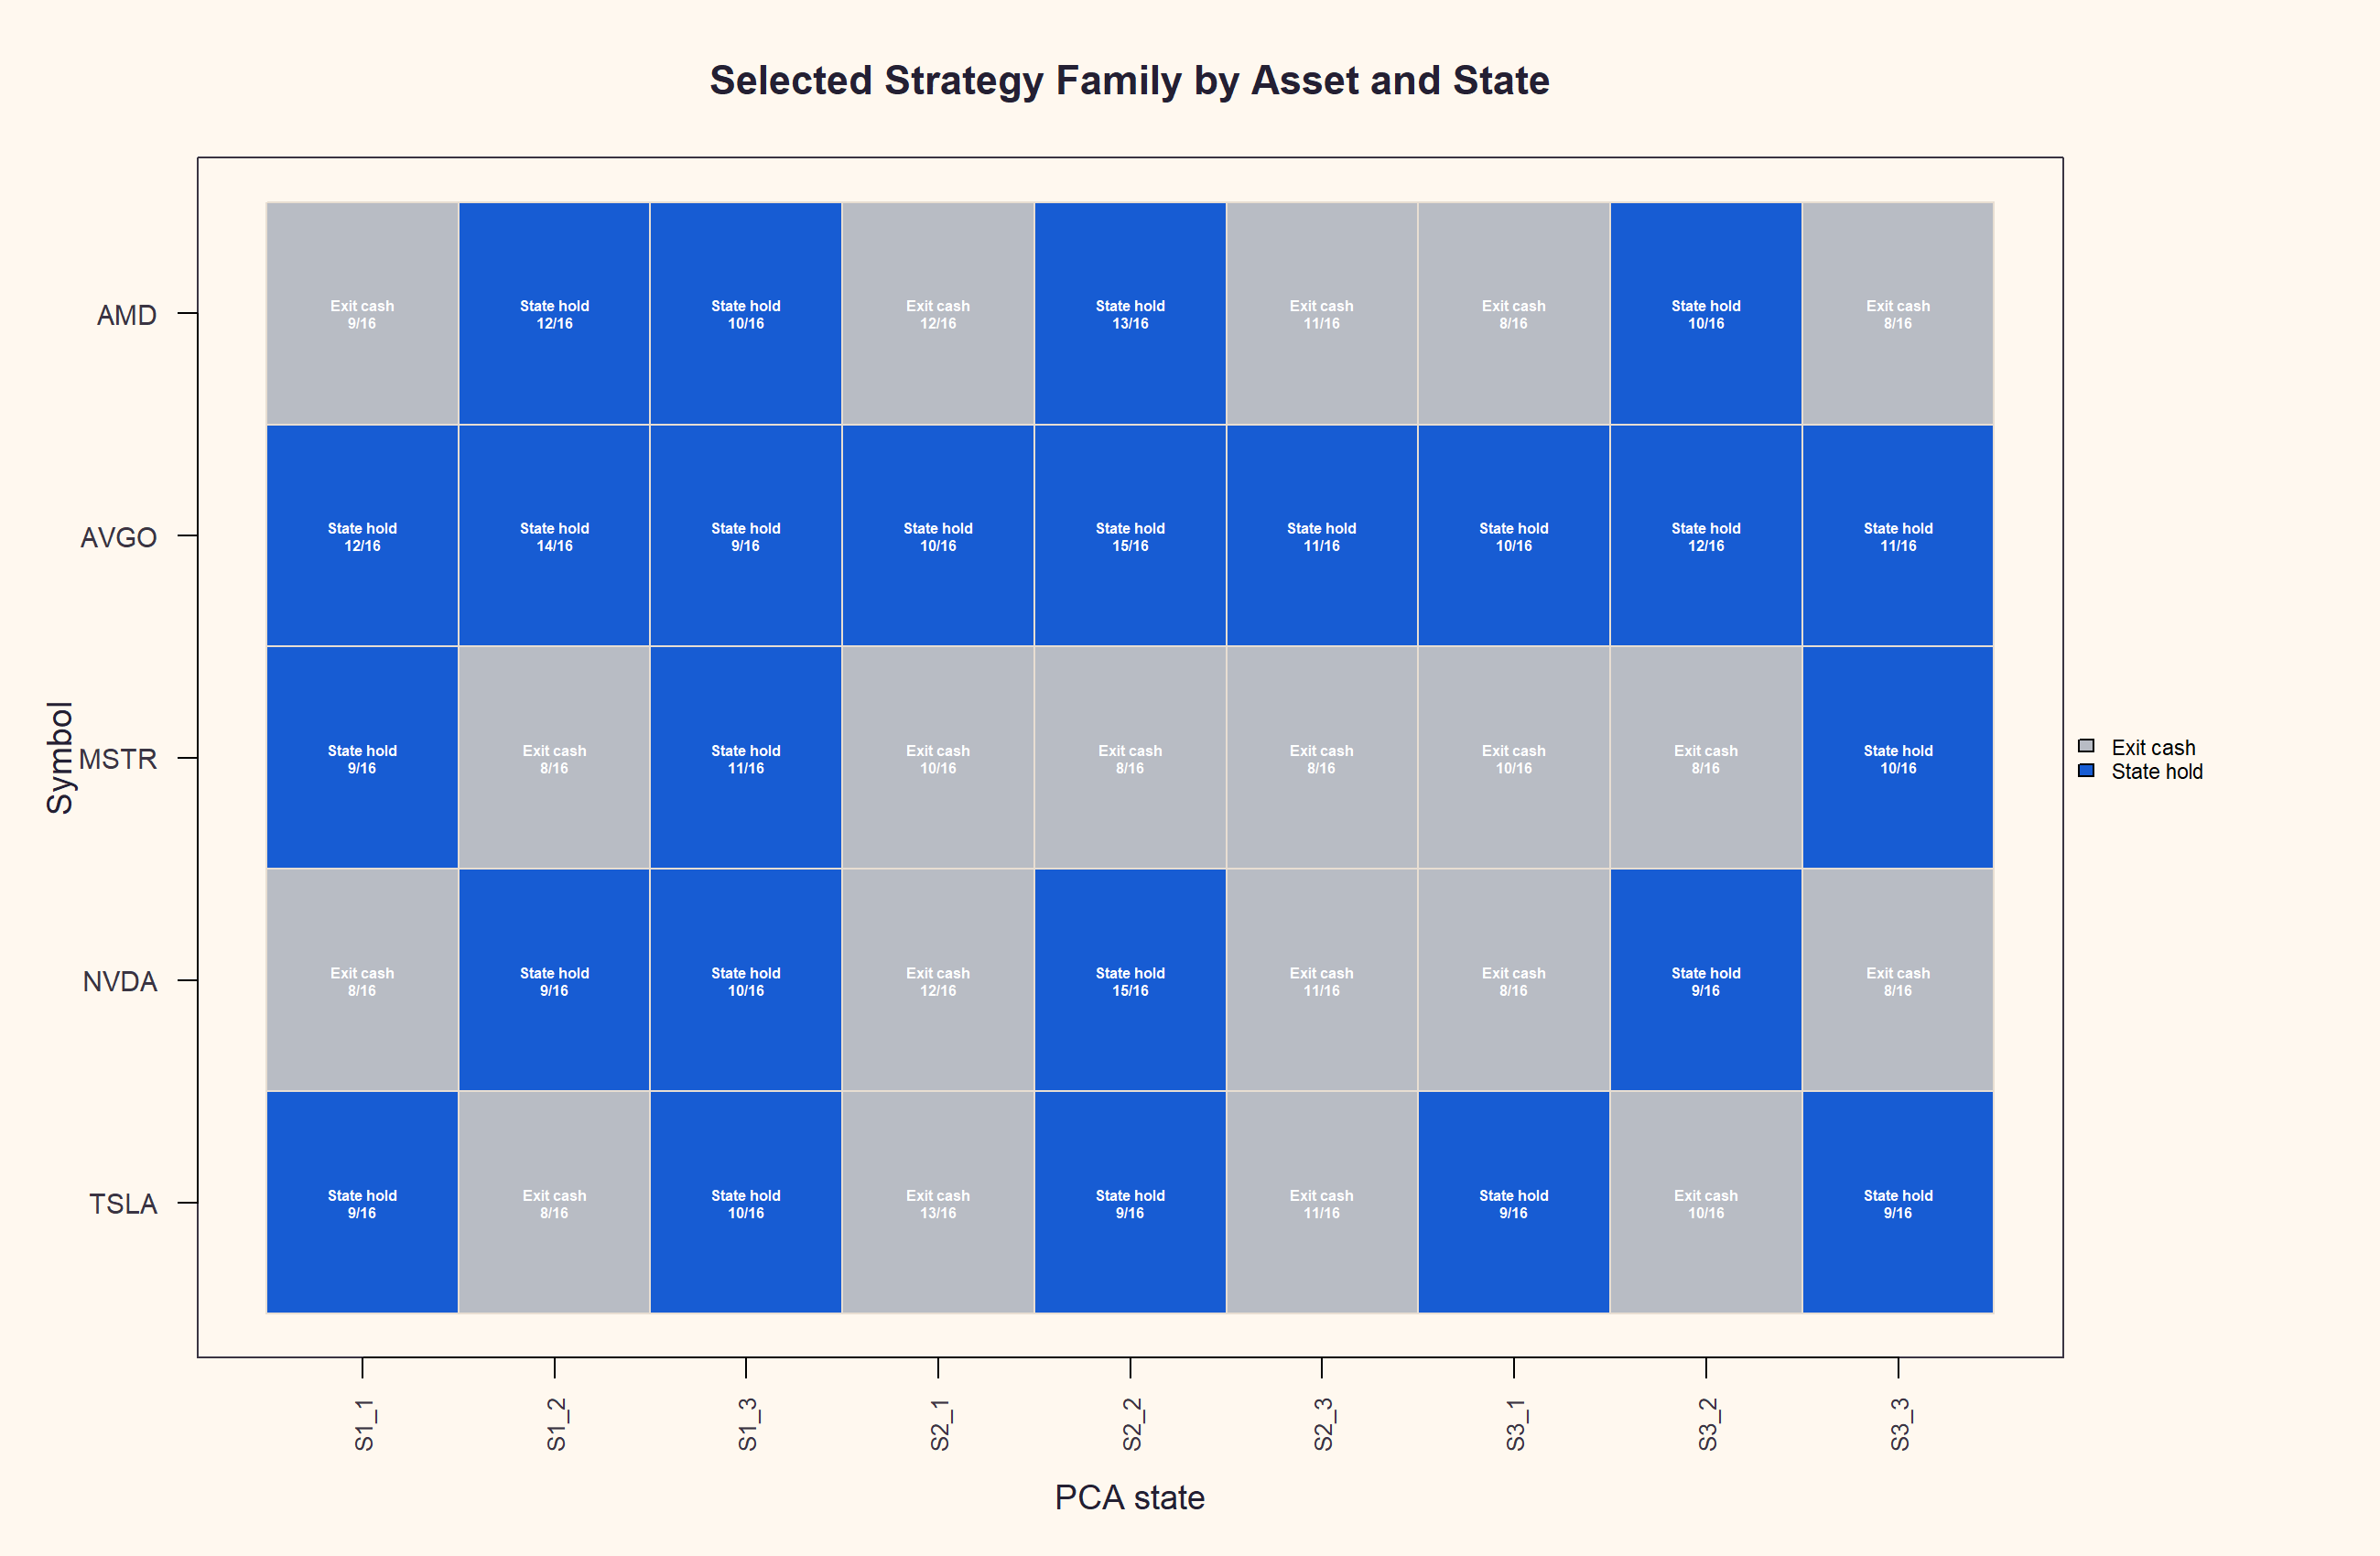 Selected Strategy Family by Asset and State
Symbol
AMD
Exit cash
9/16
State hold
12/16
State hold
10/16
Exit cash
12/16
State hold
13/16
Exit cash
11/16
Exit cash
8/16
State hold
10/16
Exit cash
8/16
AVGO
State hold
12/16
State hold
14/16
State hold
9/16
State hold
10/16
State hold
15/16
State hold
11/16
State hold
10/16
State hold
12/16
State hold
11/16
MSTR
State hold
9/16
Exit cash
8/16
State hold
11/16
Exit cash
10/16
Exit cash
8/16
Exit cash
8/16
Exit cash
10/16
Exit cash
8/16
State hold
10/16
NVDA
Exit cash
8/16
State hold
9/16
State hold
10/16
Exit cash
12/16
State hold
15/16
Exit cash
11/16
Exit cash
8/16
State hold
9/16
Exit cash
8/16
TSLA
State hold
9/16
Exit cash
8/16
State hold
10/16
Exit cash
13/16
State hold
9/16
Exit cash
11/16
State hold
9/16
Exit cash
10/16
State hold
9/16
S1_1
S1_2
S1_3
S2_1
S2_2
S2_3
S3_1
S3_2
S3_3
PCA state
Exit cash
State hold